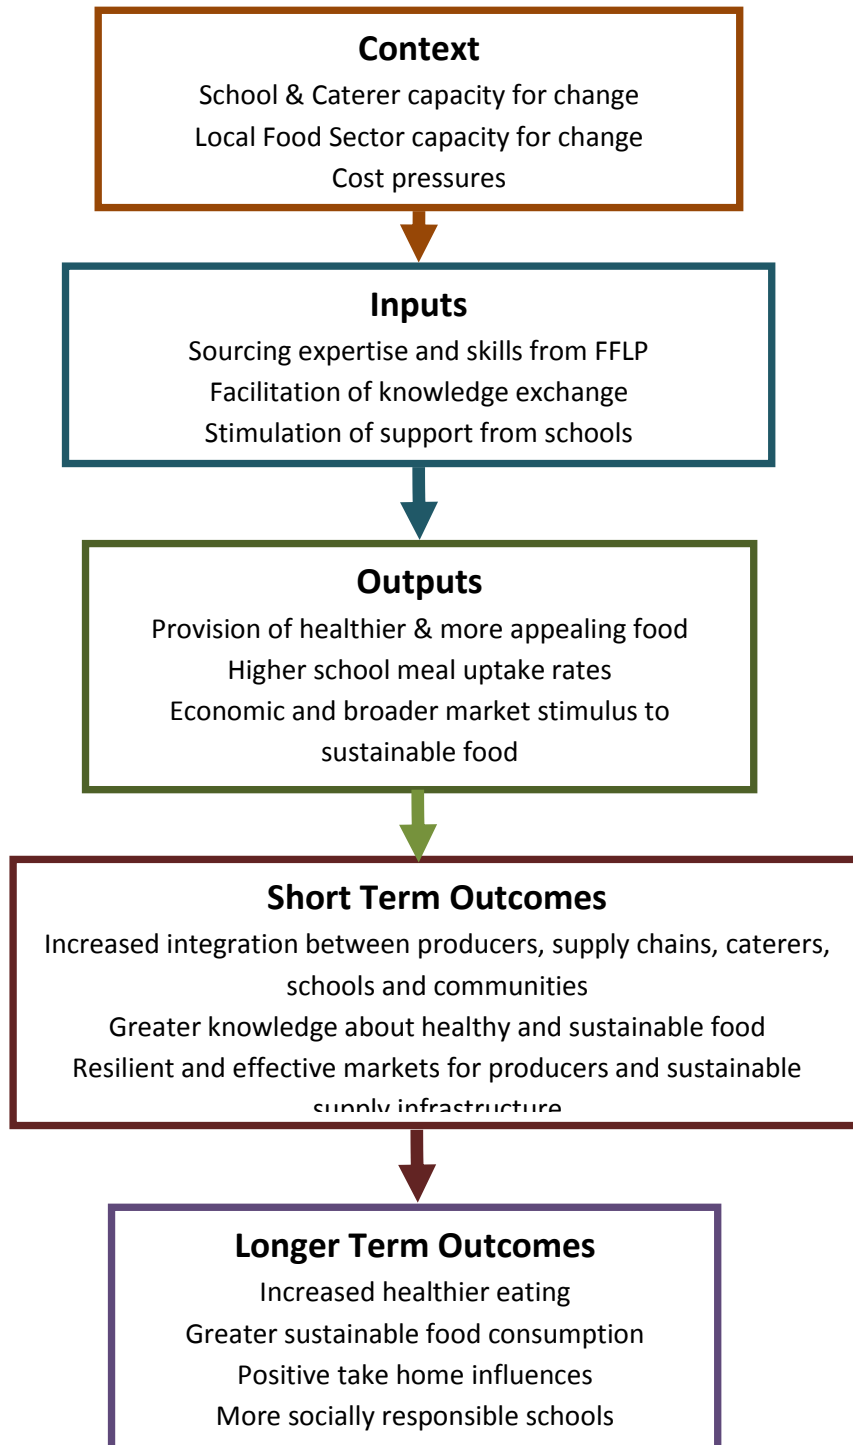 Context
School & Caterer capacity for change
Local Food Sector capacity for change
Cost pressures
Inputs
Sourcing expertise and skills from FFLP
Facilitation of knowledge exchange
Stimulation of support from schools
Outputs
Provision of healthier & more appealing food
Higher school meal uptake rates
Economic and broader market stimulus to
sustainable food
Short Term Outcomes
Increased integration between producers, supply chains, caterers,
schools and communities
Greater knowledge about healthy and sustainable food
Resilient and effective markets for producers and sustainable
supply infrastructure
Longer Term Outcomes
Increased healthier eating
Greater sustainable food consumption
Positive take home influences
More socially responsible schools